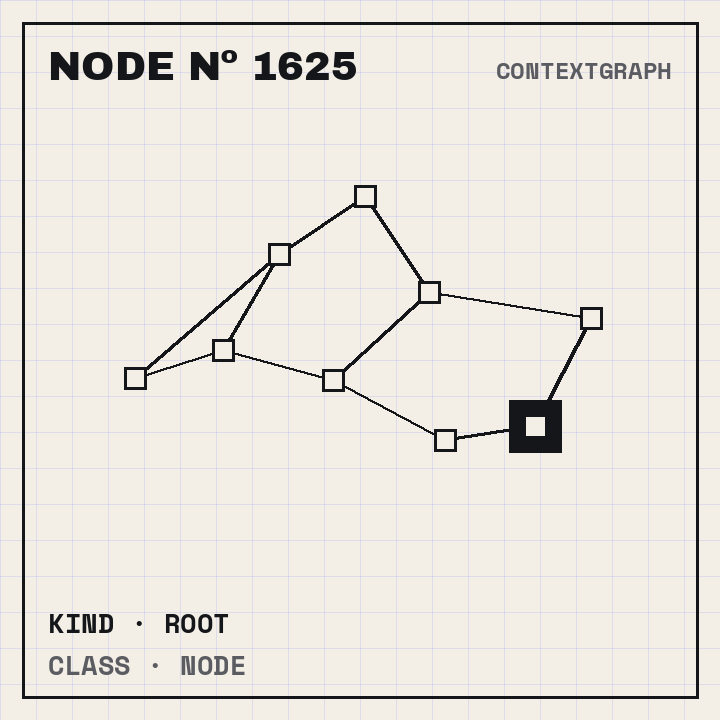 NODE Nº 1625
CONTEXTGRAPH
KIND · ROOT
CLASS · NODE